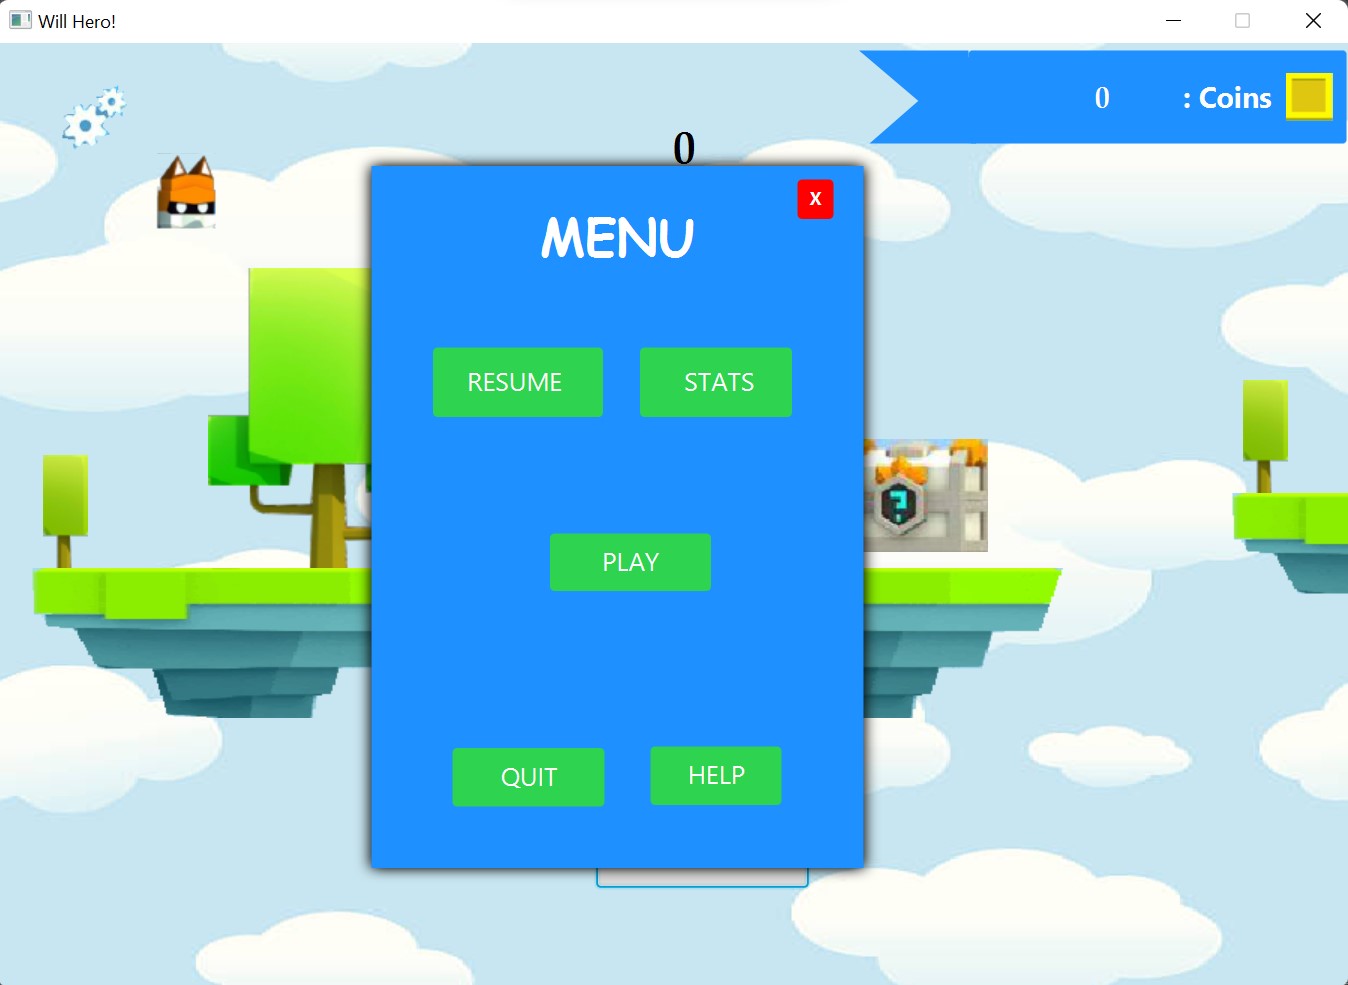 Will Hero!
0 : Coins
0
X
MENU
RESUME STATS
PLAY
QUIT HELP